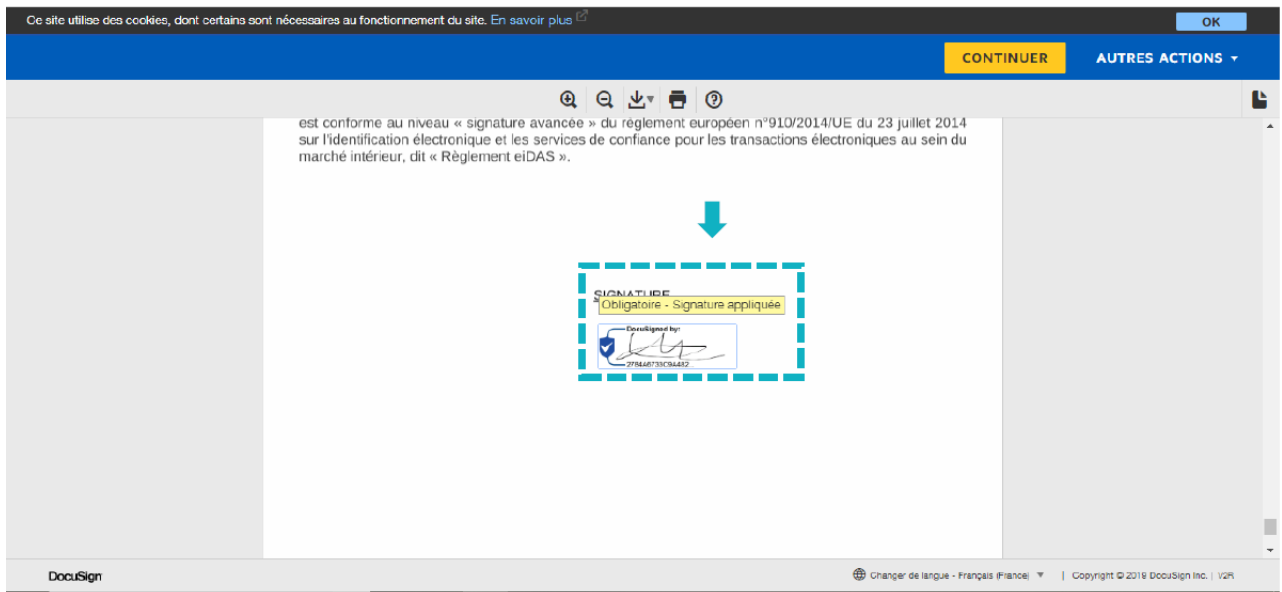 Ce site utilise des cookies, dont certains sont nécessaires au fonctionnement du site. En savoir plus
OK
CONTINUER
AUTRES ACTIONS
est conforme au niveau « signature avancée » du règlement européen n°910/2014/UE du 23 juillet 2014
sur l'identification électronique et les services de confiance pour les transactions électroniques au sein du
marché intérieur, dit « Règlement eiDAS ».
SIGNATURE
Obligatoire - Signature appliquée
DocuSigned by:
DocuSign
Changer de langue - Français (France) | Copyright © 2019 DocuSign Inc. | V2R